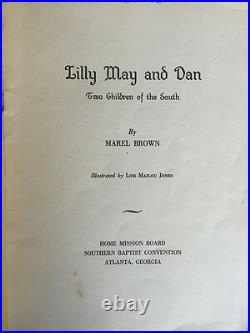 Lilly May and Dan
Two Children of the South
By
MAREL BROWN
Illustrated by LOIS MAILOU JONES
HOME MISSION BOARD
SOUTHERN BAPTIST CONVENTION
ATLANTA, GEORGIA